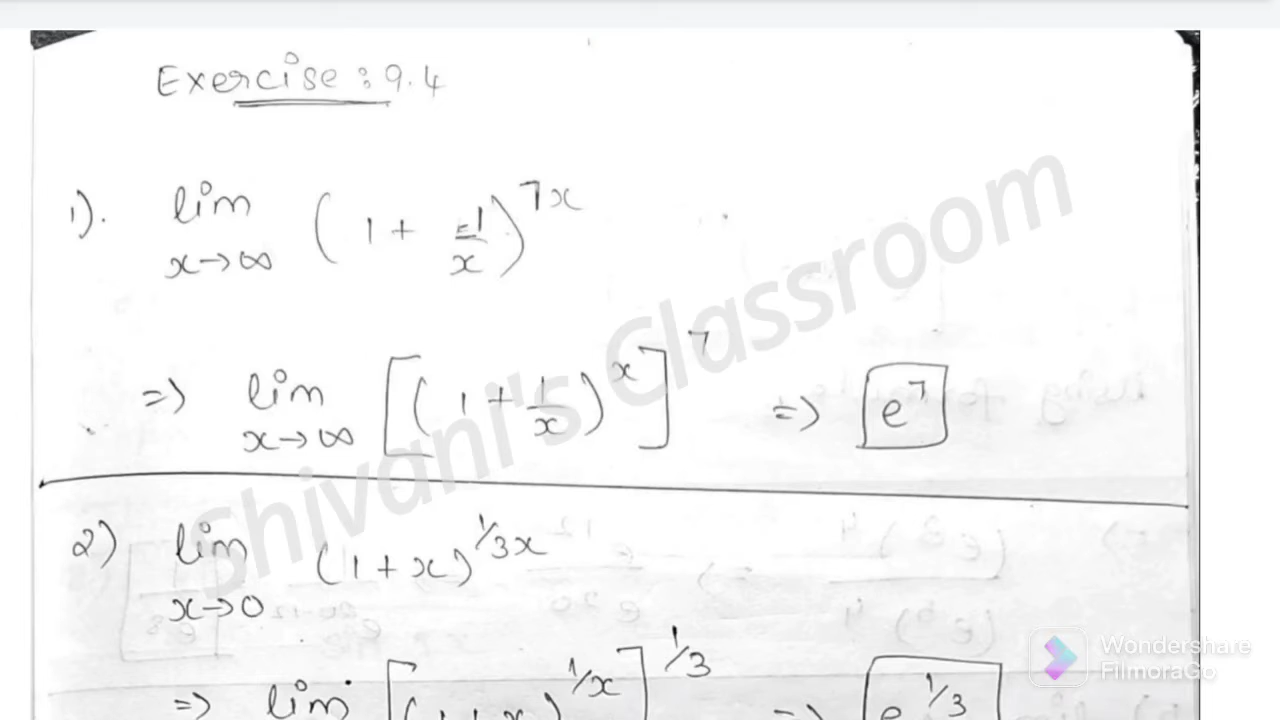 Exercise : 9.4
1). lim x→∞ (1 + 1/x)^7x
=> lim x→∞ [(1 + 1/x)^x]^7 => e^7
2) lim x→0 (1+x)^1/3x
=> lim [(1+x)^1/x]^1/3 => e^1/3
Shivani's Classroom
Wondershare
FilmoraGo